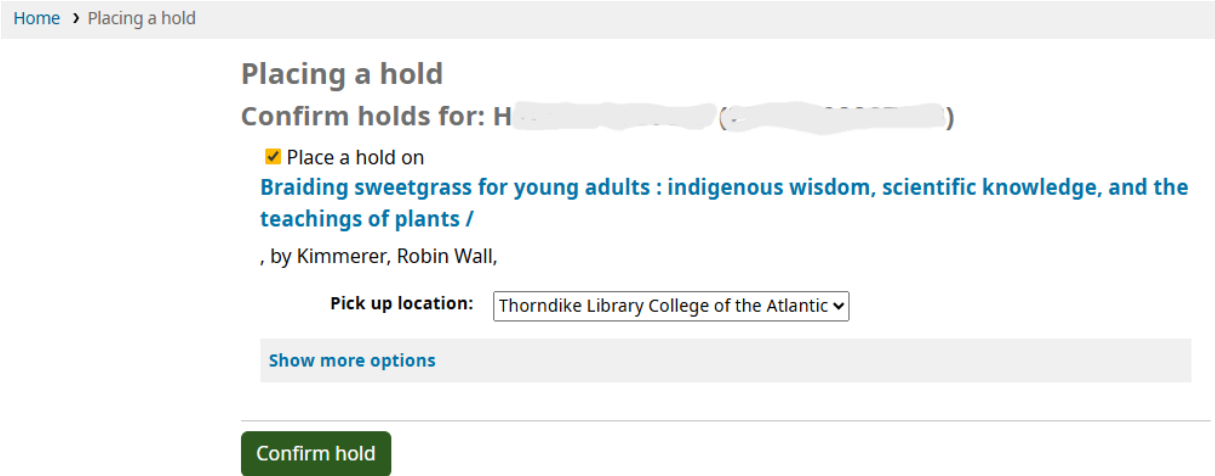 Home › Placing a hold
Placing a hold
Confirm holds for: H ( )
Place a hold on
Braiding sweetgrass for young adults : indigenous wisdom, scientific knowledge, and the
teachings of plants /
, by Kimmerer, Robin Wall,
Pick up location: Thorndike Library College of the Atlantic
Show more options
Confirm hold